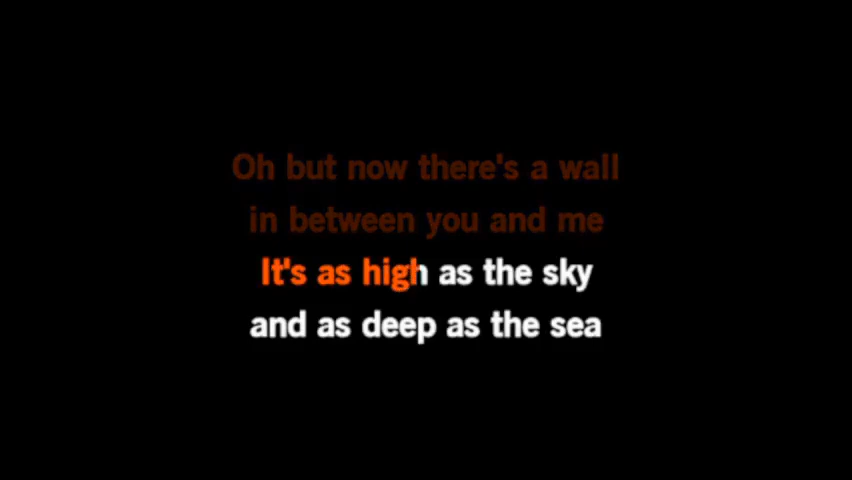 Oh but now there's a wall
in between you and me
It's as high as the sky
and as deep as the sea